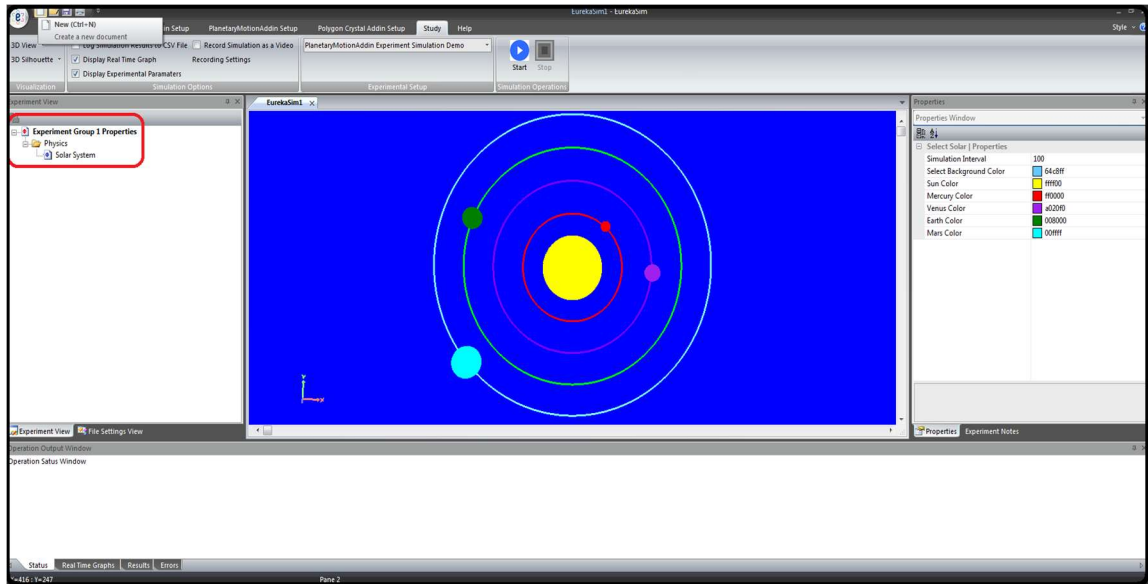 EurekaSim1 - EurekaSim
New (Ctrl+N)
Create a new document
in Setup PlanetaryMotionAddin Setup Polygon Crystal Addin Setup Study Help Style
3D View Log Simulation Results to CSV File Record Simulation as a Video PlanetaryMotionAddin Experiment Simulation Demo
3D Silhouette Display Real Time Graph Recording Settings
Display Experimental Paramaters
Start Stop
Visualization Simulation Options Experimental Setup Simulation Operations
Experiment View EurekaSim1 Properties
Experiment Group 1 Properties
Physics
Solar System
Properties Window
Select Solar | Properties
Simulation Interval 100
Select Background Color 64c8ff
Sun Color ffff00
Mercury Color ff0000
Venus Color a020f0
Earth Color 008000
Mars Color 00ffff
Experiment View File Settings View Properties Experiment Notes
Operation Output Window
Operation Satus Window
Status Real Time Graphs Results Errors
=416 : Y=247 Pane 2